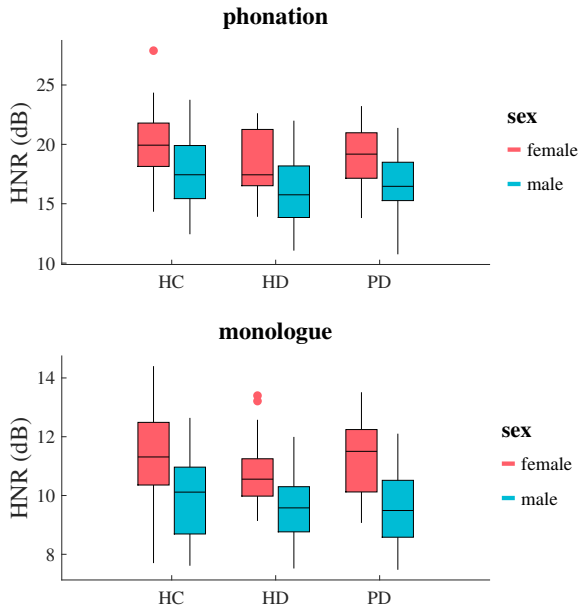 phonation
HNR (dB)
25
20
15
10
HC HD PD
sex
female
male
monologue
HNR (dB)
14
12
10
8
HC HD PD
sex
female
male